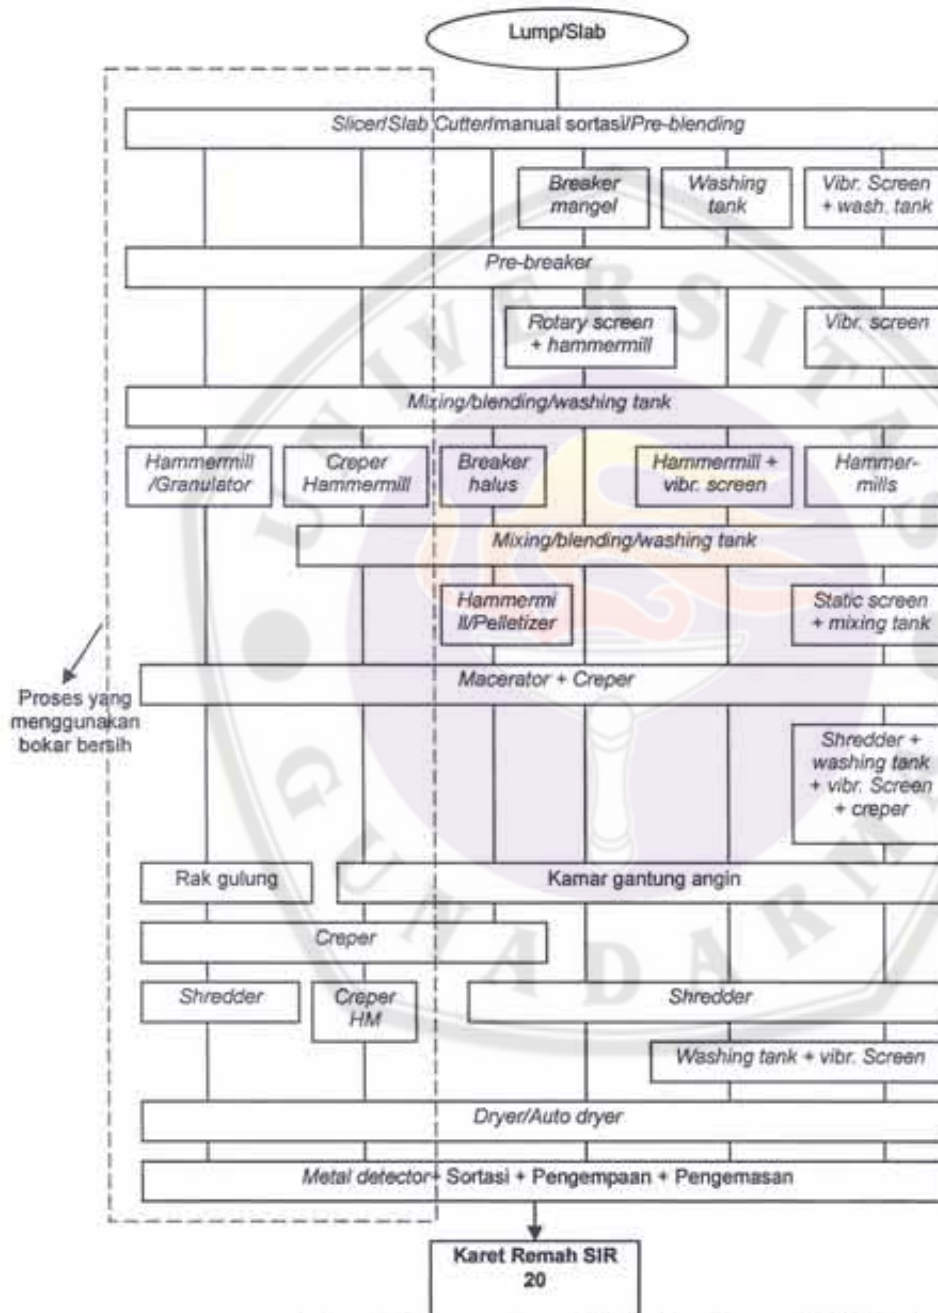 Lump/Slab
Slicer/Slab Cutter/manual sortasi/Pre-blending
Breaker
mangel
Washing
tank
Vibr. Screen
+ wash. tank
Pre-breaker
Rotary screen
+ hammermill
Vibr. screen
Mixing/blending/washing tank
Hammermill
/Granulator
Creper
Hammermill
Breaker
halus
Hammermill +
vibr. screen
Hammer-
mills
Mixing/blending/washing tank
Hammermi
ll/Pelletizer
Static screen
+ mixing tank
Macerator + Creper
Proses yang
menggunakan
bokar bersih
Shredder +
washing tank
+ vibr. Screen
+ creper
Rak gulung
Kamar gantung angin
Creper
Shredder
Creper
HM
Shredder
Washing tank + vibr. Screen
Dryer/Auto dryer
Metal detector+ Sortasi + Pengempaan + Pengemasan
Karet Remah SIR
20
UNIVERSITAS
GUNADARMA